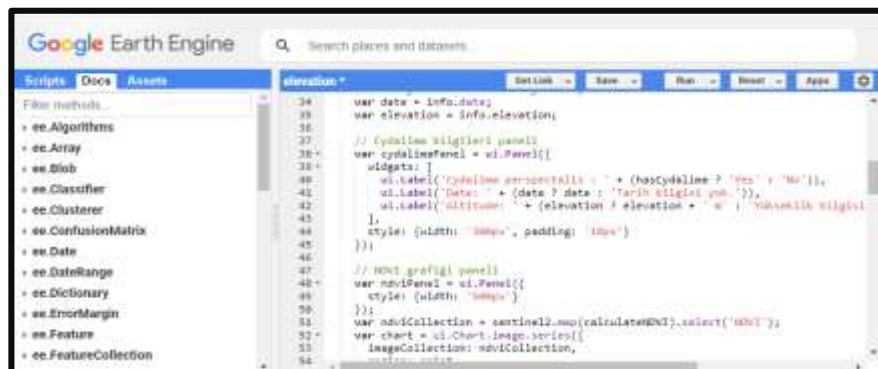 Google Earth Engine
Search places and datasets...
Scripts Docs Assets
elevation *
Get Link Save Run Reset Apps
Filter methods...
ee.Algorithms
ee.Array
ee.Blob
ee.Classifier
ee.Clusterer
ee.ConfusionMatrix
ee.Date
ee.DateRange
ee.Dictionary
ee.ErrorMargin
ee.Feature
ee.FeatureCollection
34 var date = info.date;
35 var elevation = info.elevation;
36
37 // Cydalima bilgileri paneli
38 var cydalimaPanel = ui.Panel({
39 widgets: [
40 ui.Label('Cydalima perspectalis : ' + (hasCydalima ? 'Yes' : 'No')),
41 ui.Label('Date: ' + (date ? date : 'Tarih bilgisi yok.')),
42 ui.Label('Altitude: ' + (elevation ? elevation + ' m' : 'Yükseklik bilgisi
43 ],
44 style: {width: '300px', padding: '10px'}
45 });
46
47 // NDVI grafiği paneli
48 var ndviPanel = ui.Panel({
49 style: {width: '500px'}
50 });
51 var ndviCollection = sentinel2.map(calculateNDVI).select('NDVI');
52 var chart = ui.Chart.image.series({
53 imageCollection: ndviCollection,
54